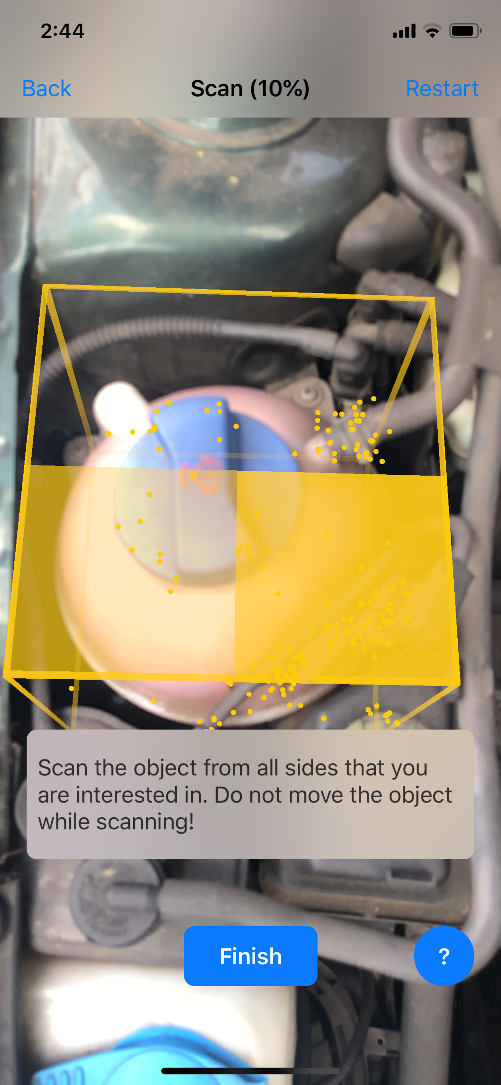 2:44
Back
Scan (10%)
Restart
Scan the object from all sides that you
are interested in. Do not move the object
while scanning!
Finish
?